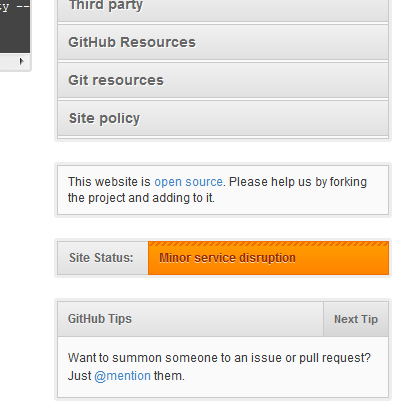 ty --
Third party
GitHub Resources
Git resources
Site policy
This website is open source. Please help us by forking
the project and adding to it.
Site Status: Minor service disruption
GitHub Tips Next Tip
Want to summon someone to an issue or pull request?
Just @mention them.